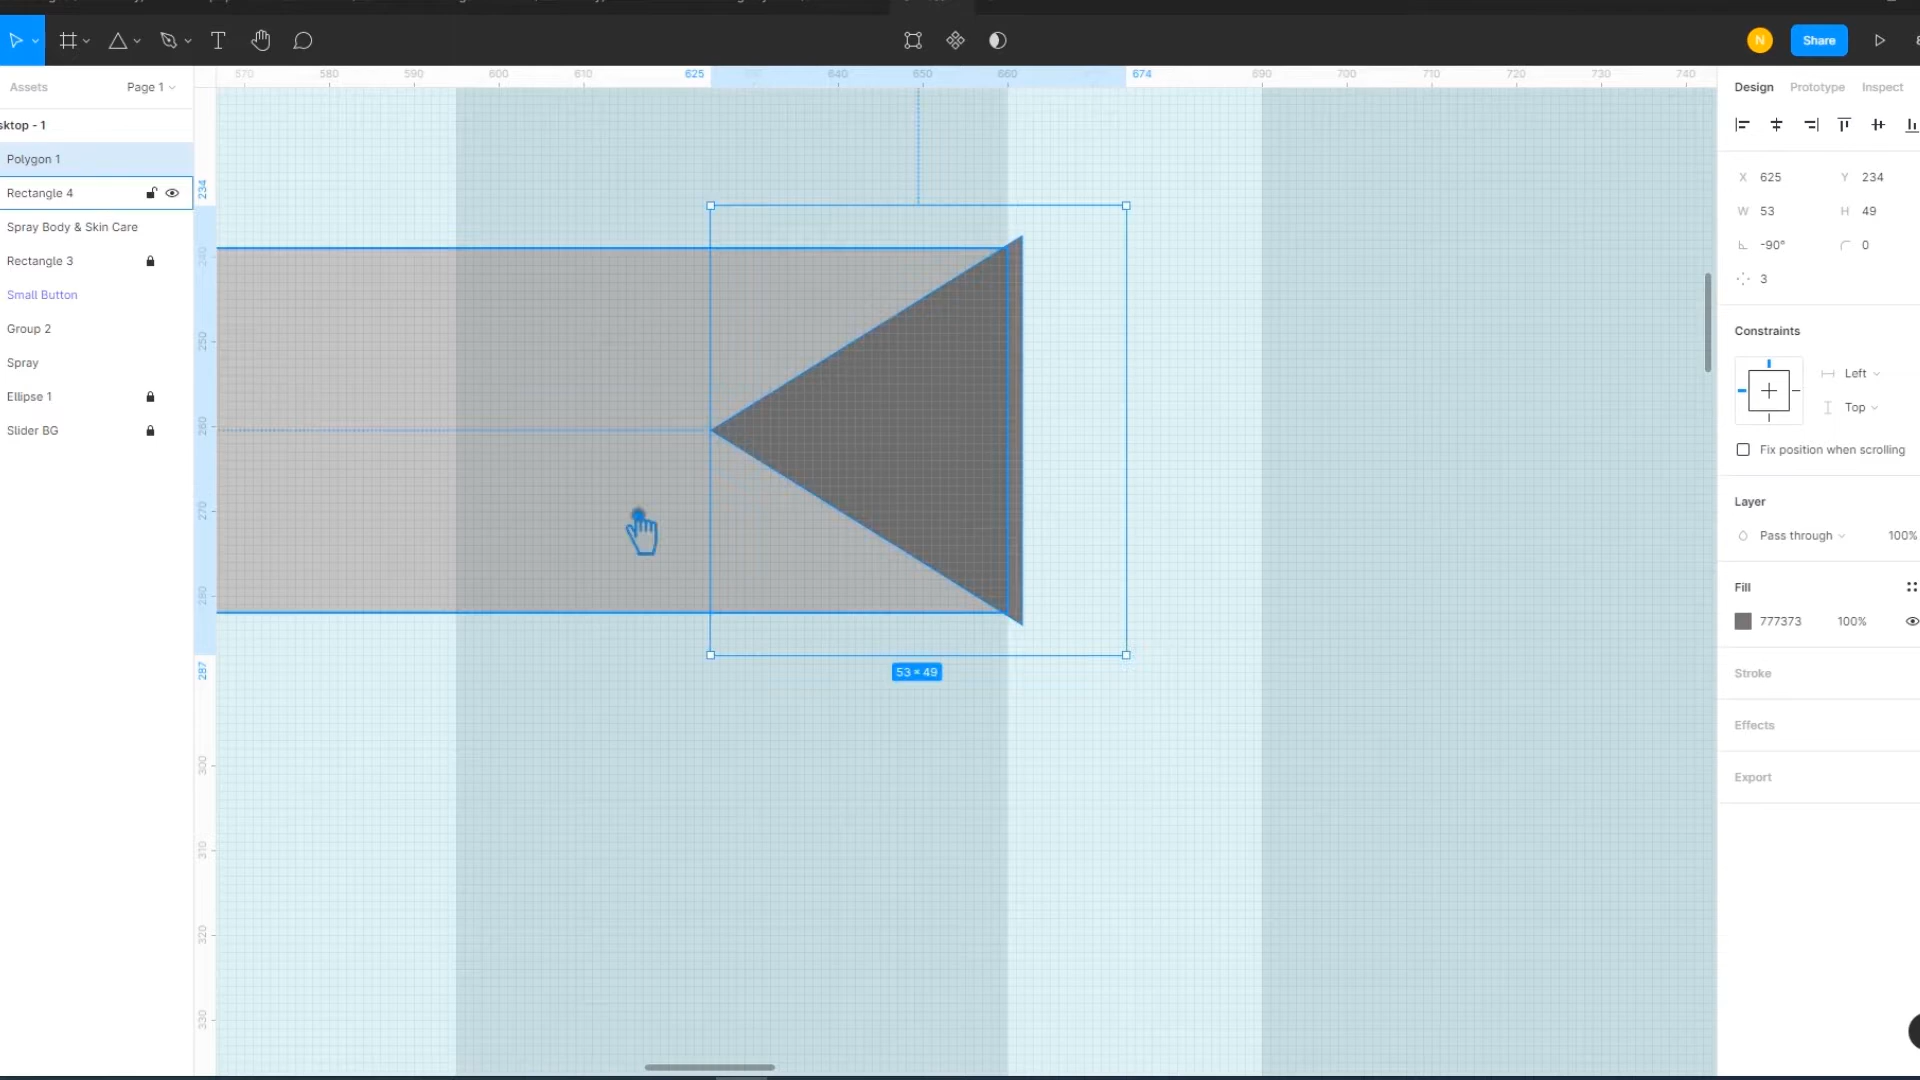 N
Share
Assets
Page 1
sktop - 1
Polygon 1
Rectangle 4
Spray Body & Skin Care
Rectangle 3
Small Button
Group 2
Spray
Ellipse 1
Slider BG
570 580 590 600 610 625 640 650 660 674 690 700 710 720 730 740
234
240
250
260
270
280
287
300
310
320
330
53 × 49
Design Prototype Inspect
X 625 Y 234
W 53 H 49
-90° 0
3
Constraints
Left
Top
Fix position when scrolling
Layer
Pass through 100%
Fill
777373 100%
Stroke
Effects
Export